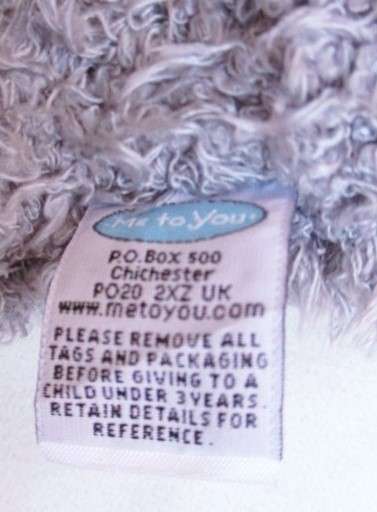 Me to You
P.O. Box 500
Chichester
PO20 2XZ UK
www.metoyou.com
PLEASE REMOVE ALL
TAGS AND PACKAGING
BEFORE GIVING TO A
CHILD UNDER 3 YEARS.
RETAIN DETAILS FOR
REFERENCE.